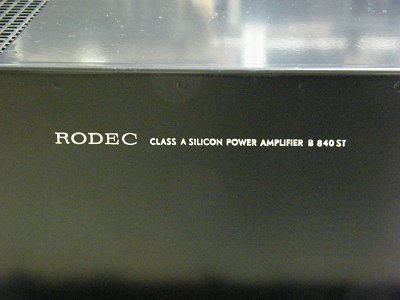 RODEC CLASS A SILICON POWER AMPLIFIER B 840 ST